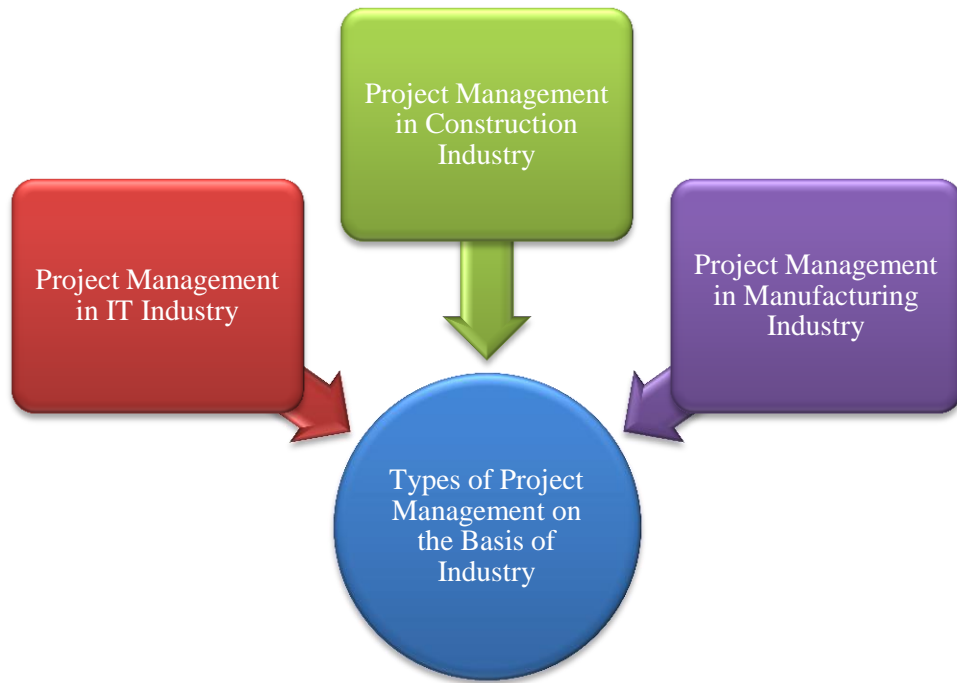 Project Management
in Construction
Industry
Project Management
in IT Industry
Project Management
in Manufacturing
Industry
Types of Project
Management on
the Basis of
Industry